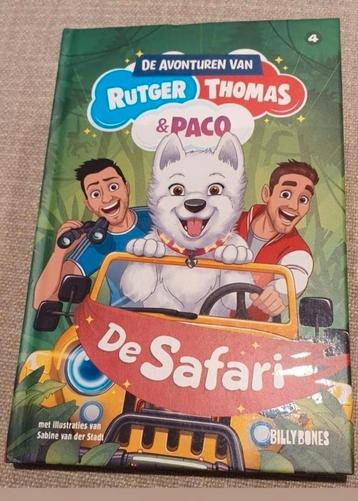 4
DE AVONTUREN VAN
RUTGER THOMAS
& PACO
De Safari
met illustraties van
Sabine van der Stadt
BILLYBONES